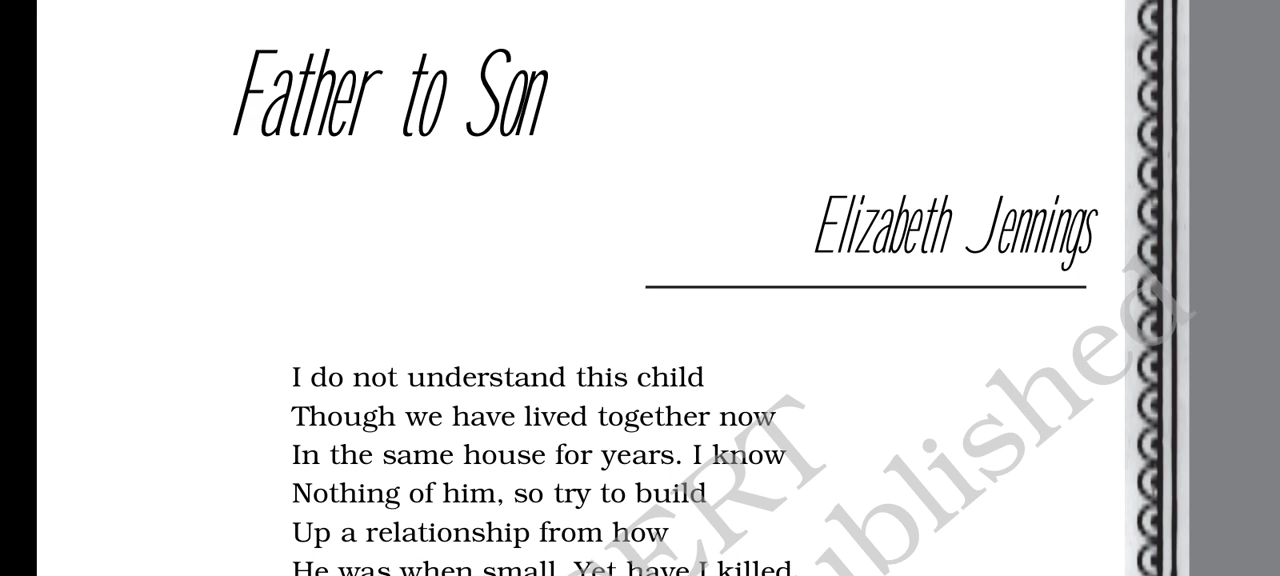 Father to Son
Elizabeth Jennings
I do not understand this child
Though we have lived together now
In the same house for years. I know
Nothing of him, so try to build
Up a relationship from how
He was when small. Yet have I killed
ERT
blished